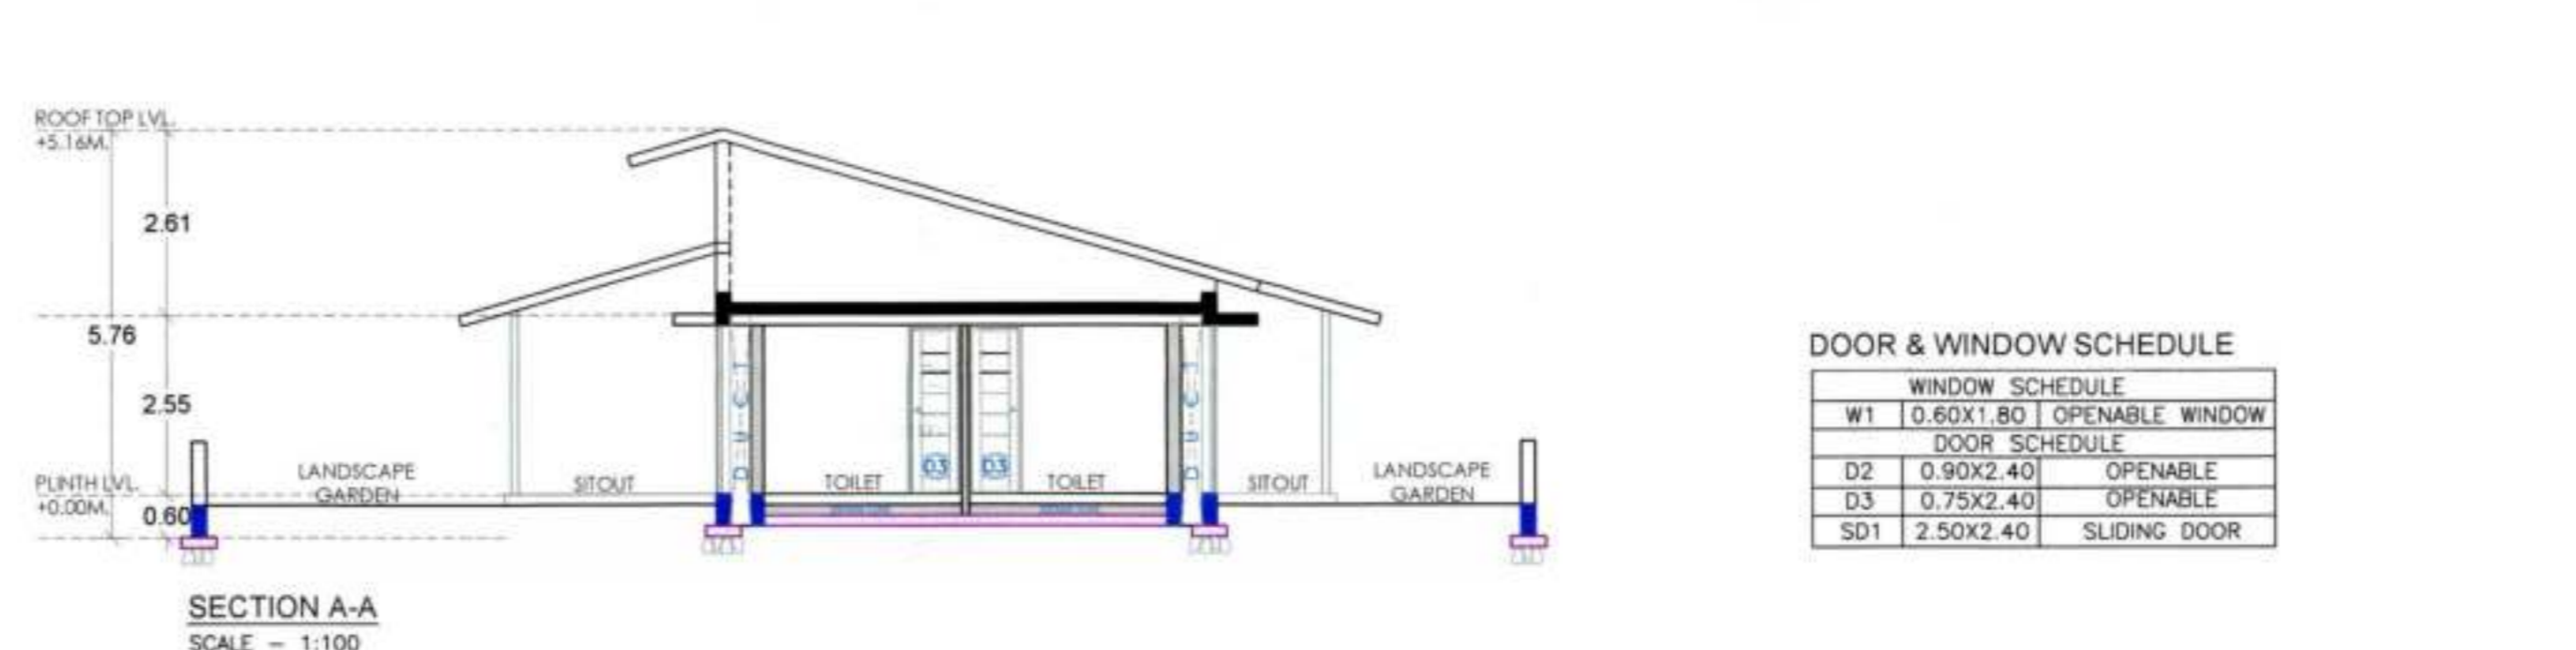 ROOF TOP LVL.
+5.16M.
2.61
5.76
2.55
PLINTH LVL.
+0.00M.
0.60
LANDSCAPE
GARDEN
SITOUT
DUCT
TOILET
D3
D3
TOILET
DUCT
SITOUT
LANDSCAPE
GARDEN
SECTION A-A
SCALE – 1:100
DOOR & WINDOW SCHEDULE
WINDOW SCHEDULE
W1 0.60X1.80 OPENABLE WINDOW
DOOR SCHEDULE
D2 0.90X2.40 OPENABLE
D3 0.75X2.40 OPENABLE
SD1 2.50X2.40 SLIDING DOOR